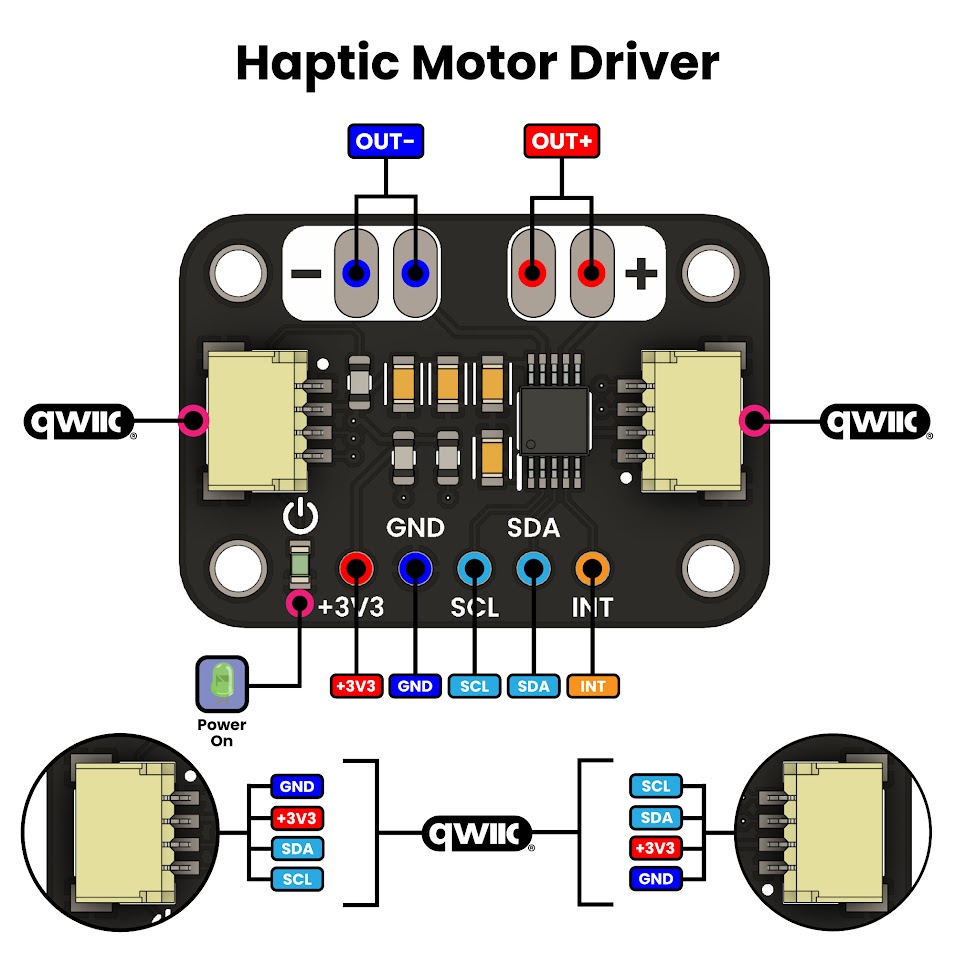 Haptic Motor Driver
OUT-
OUT+
- +
qwiic®
qwiic®
GND SDA
+3V3 SCL INT
+3V3 GND SCL SDA INT
Power
On
GND
+3V3
SDA
SCL
qwiic®
SCL
SDA
+3V3
GND